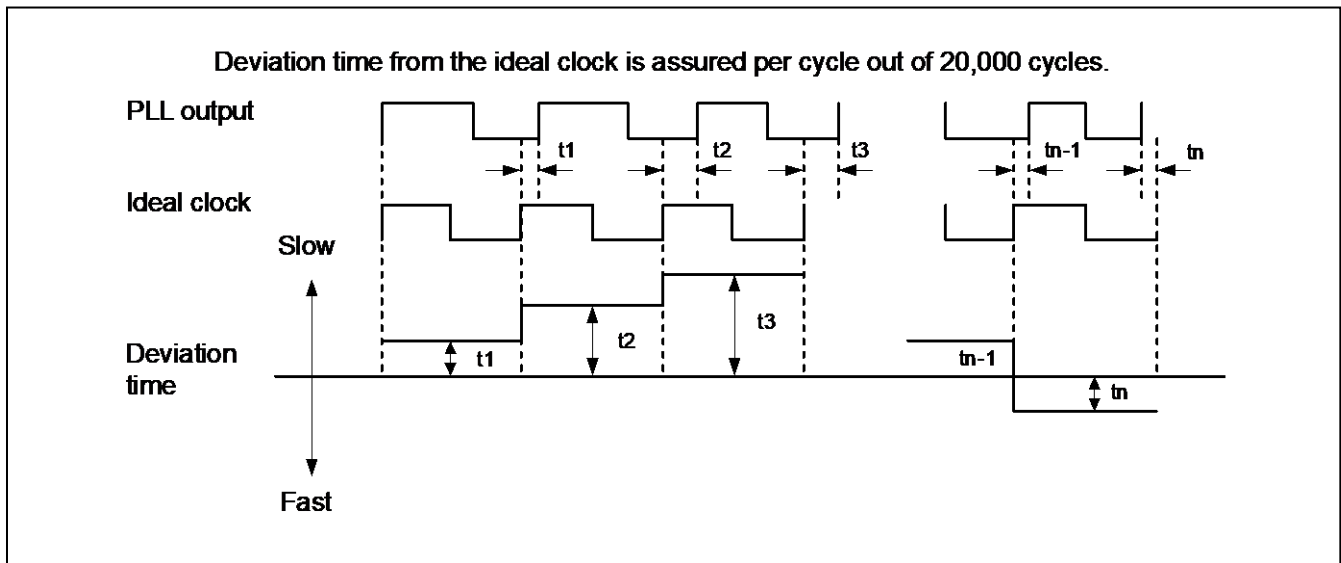 Deviation time from the ideal clock is assured per cycle out of 20,000 cycles.
PLL output
t1
t2
t3
tn-1
tn
Ideal clock
Slow
Deviation
time
t1
t2
t3
tn-1
tn
Fast